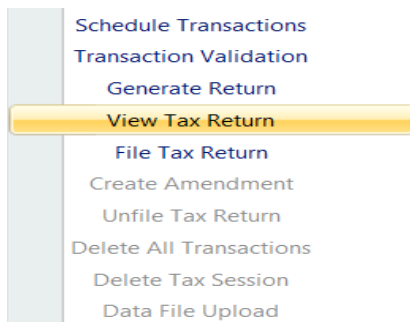 Schedule Transactions
Transaction Validation
Generate Return
View Tax Return
File Tax Return
Create Amendment
Unfile Tax Return
Delete All Transactions
Delete Tax Session
Data File Upload